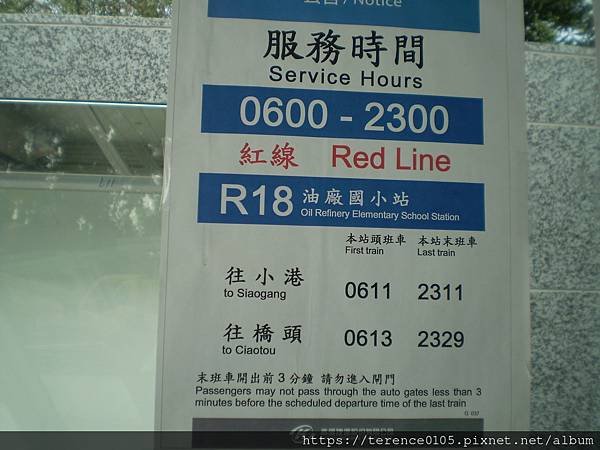 公告 / Notice
服務時間
Service Hours
0600 - 2300
紅線 Red Line
R18 油廠國小站
Oil Refinery Elementary School Station
本站頭班車 本站末班車
First train Last train
往小港 0611 2311
to Siaogang
往橋頭 0613 2329
to Ciaotou
末班車開出前 3 分鐘 請勿進入閘門
Passengers may not pass through the auto gates less than 3
minutes before the scheduled departure time of the last train
https://terence0105.pixnet.net/album